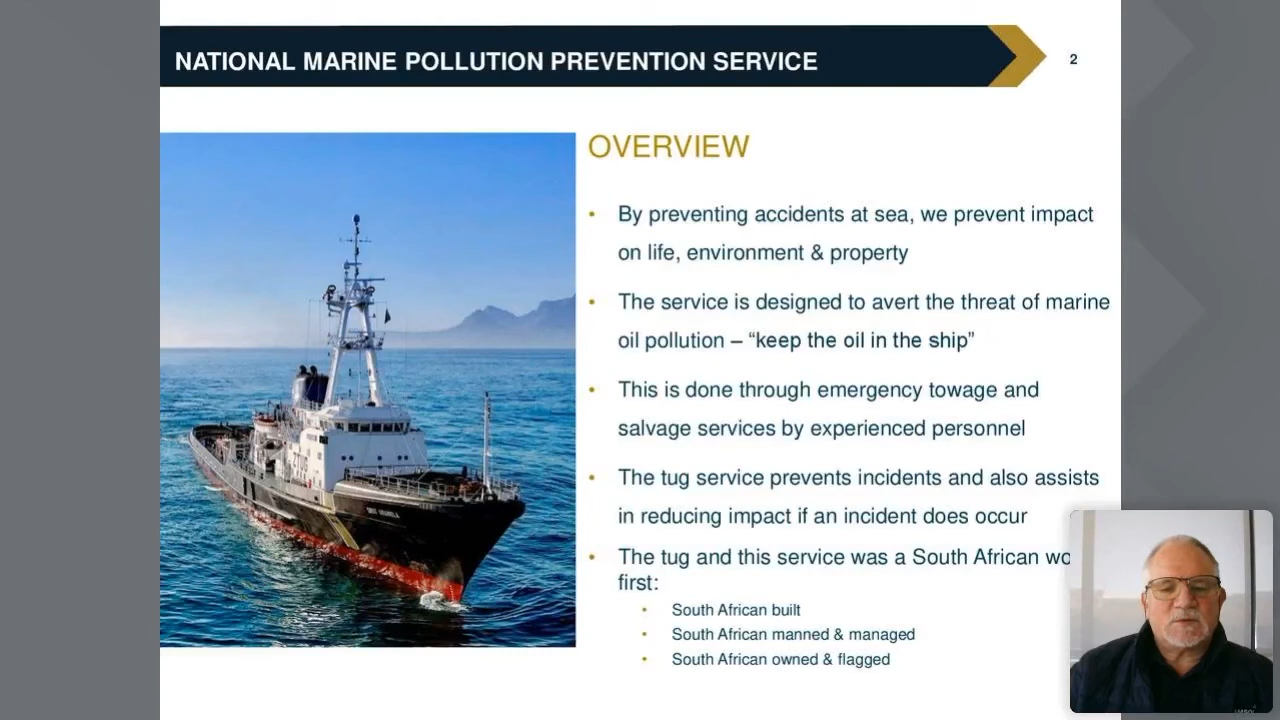 NATIONAL MARINE POLLUTION PREVENTION SERVICE
2
OVERVIEW
• By preventing accidents at sea, we prevent impact
on life, environment & property
• The service is designed to avert the threat of marine
oil pollution – “keep the oil in the ship”
• This is done through emergency towage and
salvage services by experienced personnel
• The tug service prevents incidents and also assists
in reducing impact if an incident does occur
• The tug and this service was a South African wo
first:
• South African built
• South African manned & managed
• South African owned & flagged